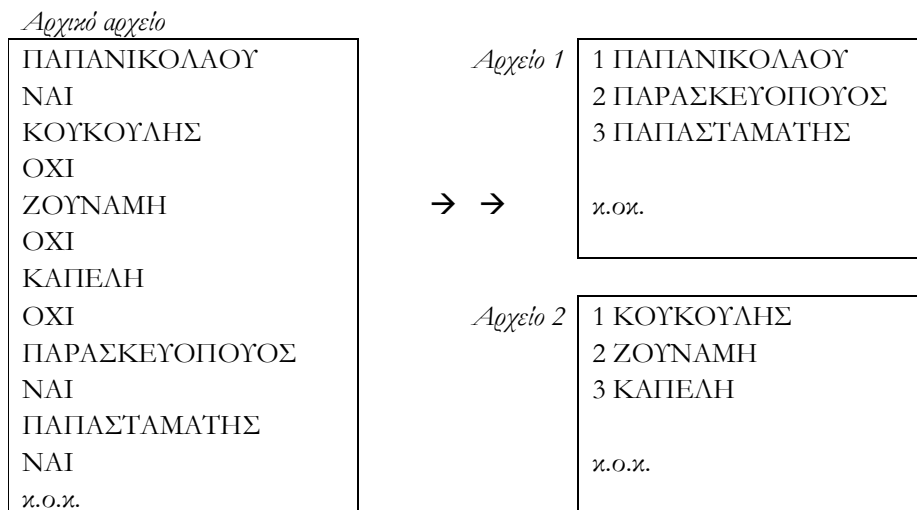 Αρχικό αρχείο
ΠΑΠΑΝΙΚΟΛΑΟΥ
ΝΑΙ
ΚΟΥΚΟΥΛΗΣ
ΟΧΙ
ΖΟΥΝΑΜΗ
ΟΧΙ
ΚΑΠΕΛΗ
ΟΧΙ
ΠΑΡΑΣΚΕΥΟΠΟΥΟΣ
ΝΑΙ
ΠΑΠΑΣΤΑΜΑΤΗΣ
ΝΑΙ
κ.ο.κ.
→ →
Αρχείο 1
1 ΠΑΠΑΝΙΚΟΛΑΟΥ
2 ΠΑΡΑΣΚΕΥΟΠΟΥΟΣ
3 ΠΑΠΑΣΤΑΜΑΤΗΣ
κ.οκ.
Αρχείο 2
1 ΚΟΥΚΟΥΛΗΣ
2 ΖΟΥΝΑΜΗ
3 ΚΑΠΕΛΗ
κ.ο.κ.